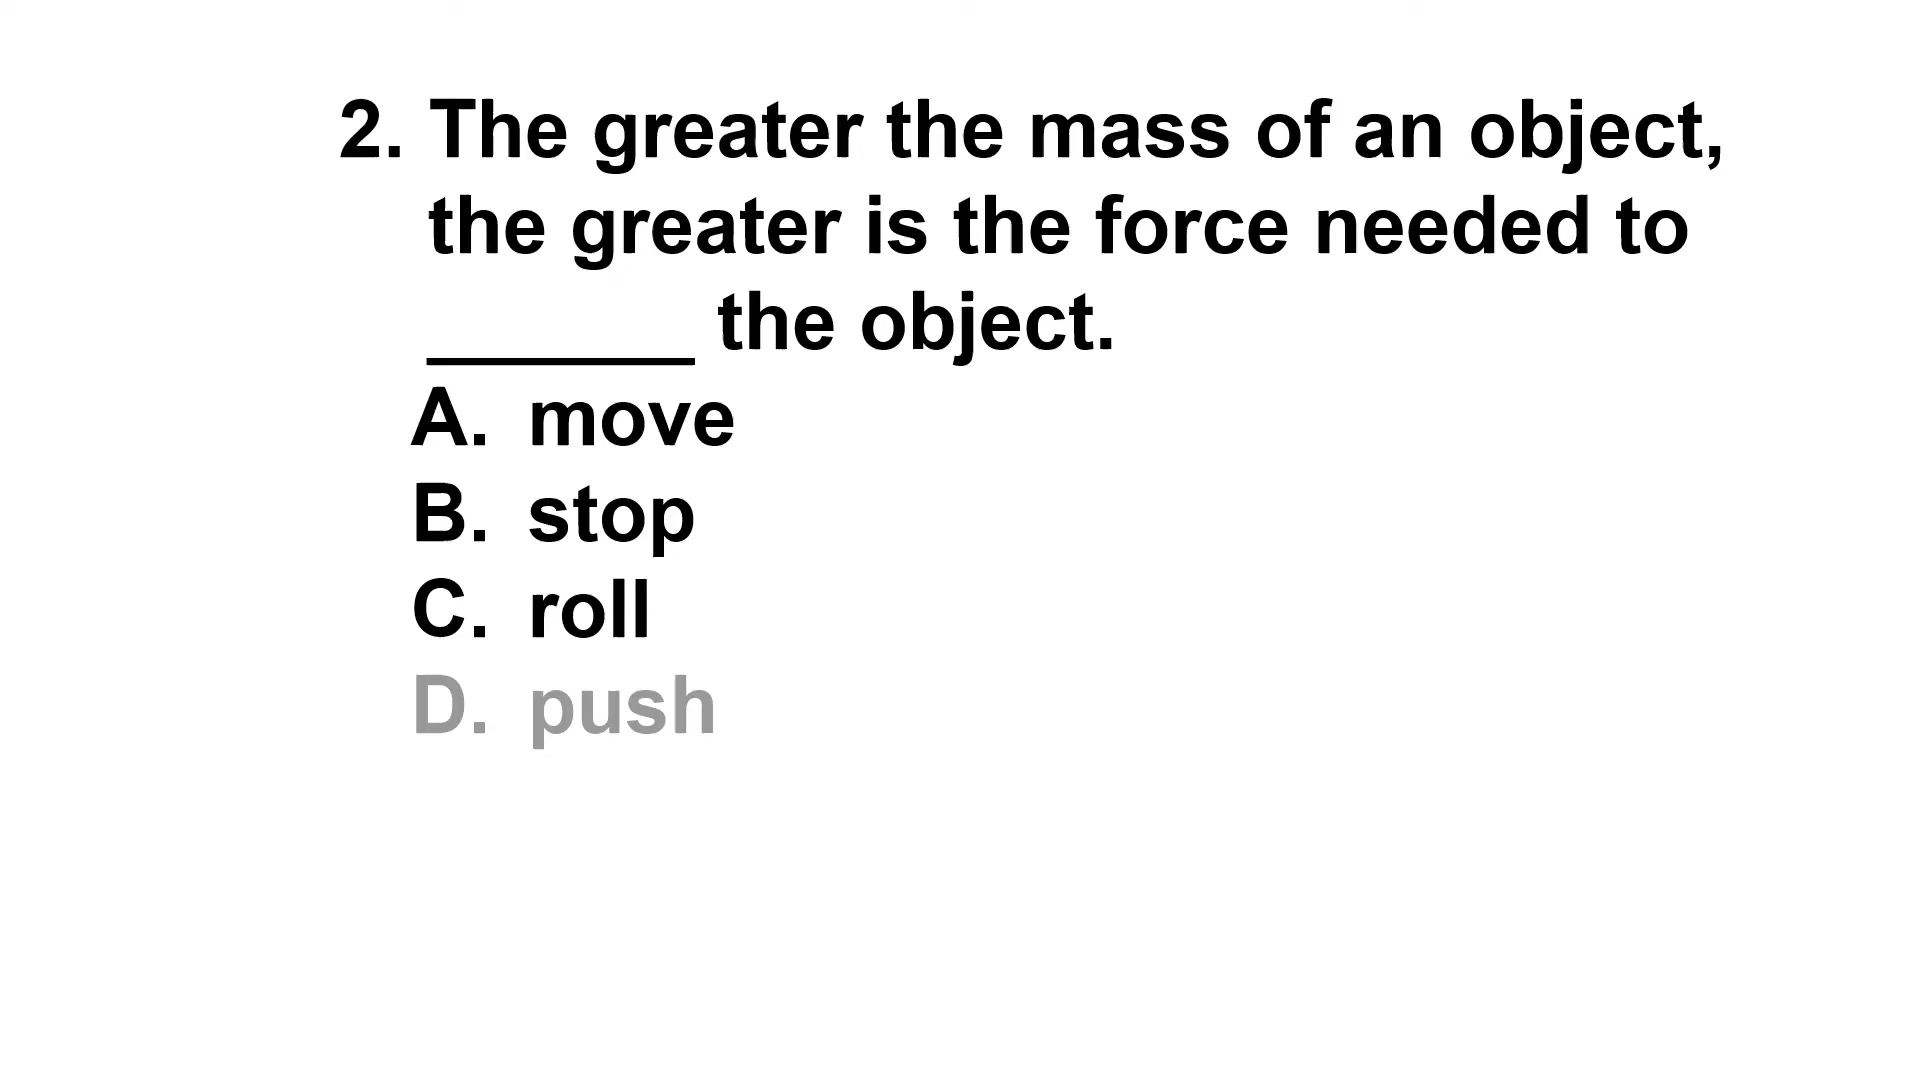 2. The greater the mass of an object,
the greater is the force needed to
______ the object.
A. move
B. stop
C. roll
D. push